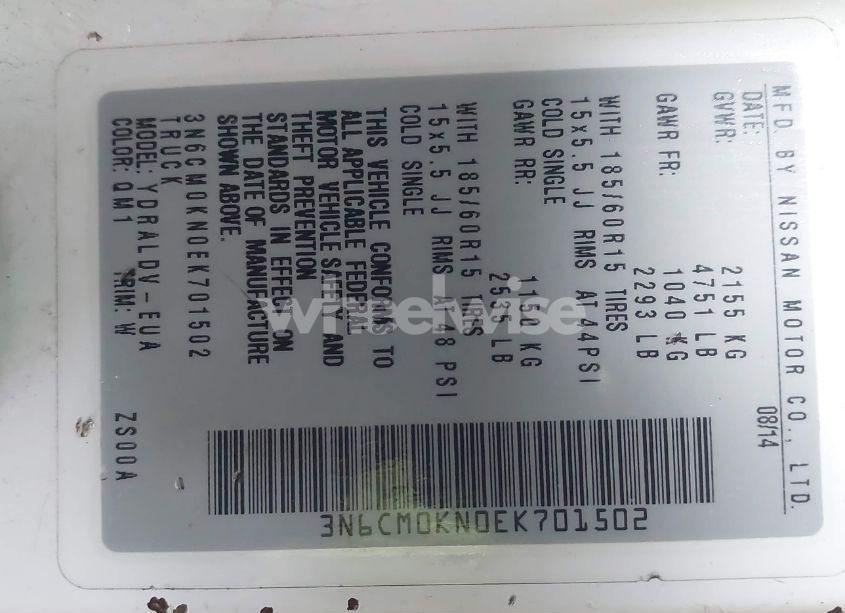 MFD. BY NISSAN MOTOR CO., LTD.
DATE: 08/14
GVWR: 2155 KG
4751 LB
GAWR FR: 1040 KG
2293 LB
WITH 185/60R15 TIRES
15x5.5 JJ RIMS AT 44PSI
COLD SINGLE
GAWR RR: 1150 KG
2535 LB
WITH 185/60R15 TIRES
15x5.5 JJ RIMS AT 48 PSI
COLD SINGLE
THIS VEHICLE CONFORMS TO
ALL APPLICABLE FEDERAL
MOTOR VEHICLE SAFETY AND
THEFT PREVENTION
STANDARDS IN EFFECT ON
THE DATE OF MANUFACTURE
SHOWN ABOVE.
3N6CM0KN0EK701502
TRUCK
MODEL: YDRALDV-EUA
COLOR: QM1 TRIM: W ZS00A
3N6CM0KN0EK701502
wheelwise